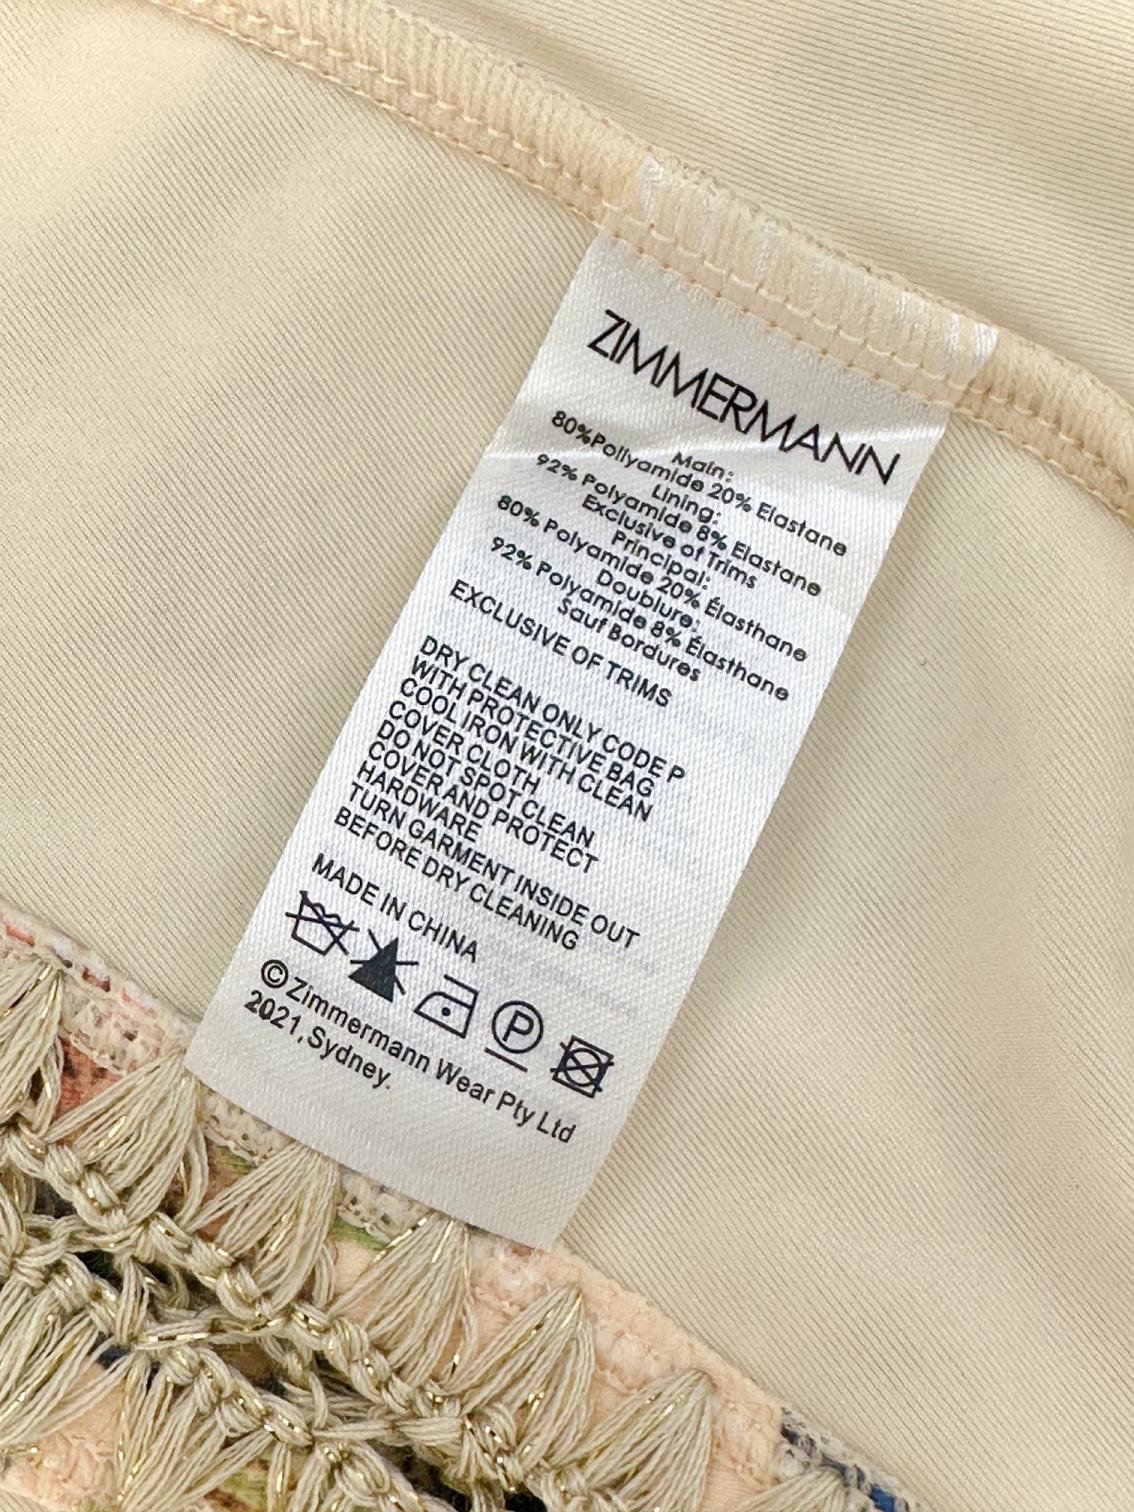 ZIMMERMANN
Main:
80%Pollyamide 20% Elastane
Lining:
92% Polyamide 8% Elastane
Exclusive of Trims
Principal:
80% Polyamide 20% Élasthane
Doublure:
92% Polyamide 8% Élasthane
Sauf Bordures
EXCLUSIVE OF TRIMS
DRY CLEAN ONLY CODE P
WITH PROTECTIVE BAG
COOL IRON WITH CLEAN
COVER CLOTH
DO NOT SPOT CLEAN
COVER AND PROTECT
HARDWARE
TURN GARMENT INSIDE OUT
BEFORE DRY CLEANING
MADE IN CHINA
P
©Zimmermann Wear Pty Ltd
2021,Sydney.